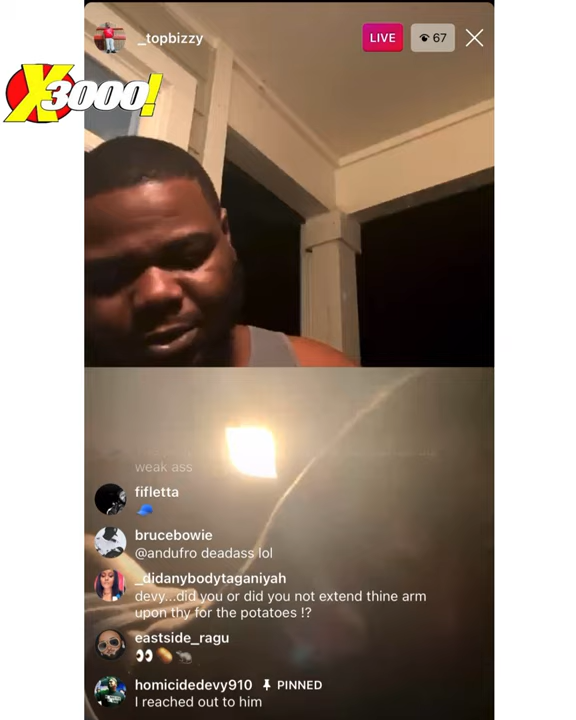 _topbizzy
LIVE
67
X3000!
weak ass
fifletta
🧢
brucebowie
@andufro deadass lol
_didanybodytaganiyah
devy...did you or did you not extend thine arm
upon thy for the potatoes !?
eastside_ragu
👀🥔🐀
homicidedevy910 📌 PINNED
I reached out to him